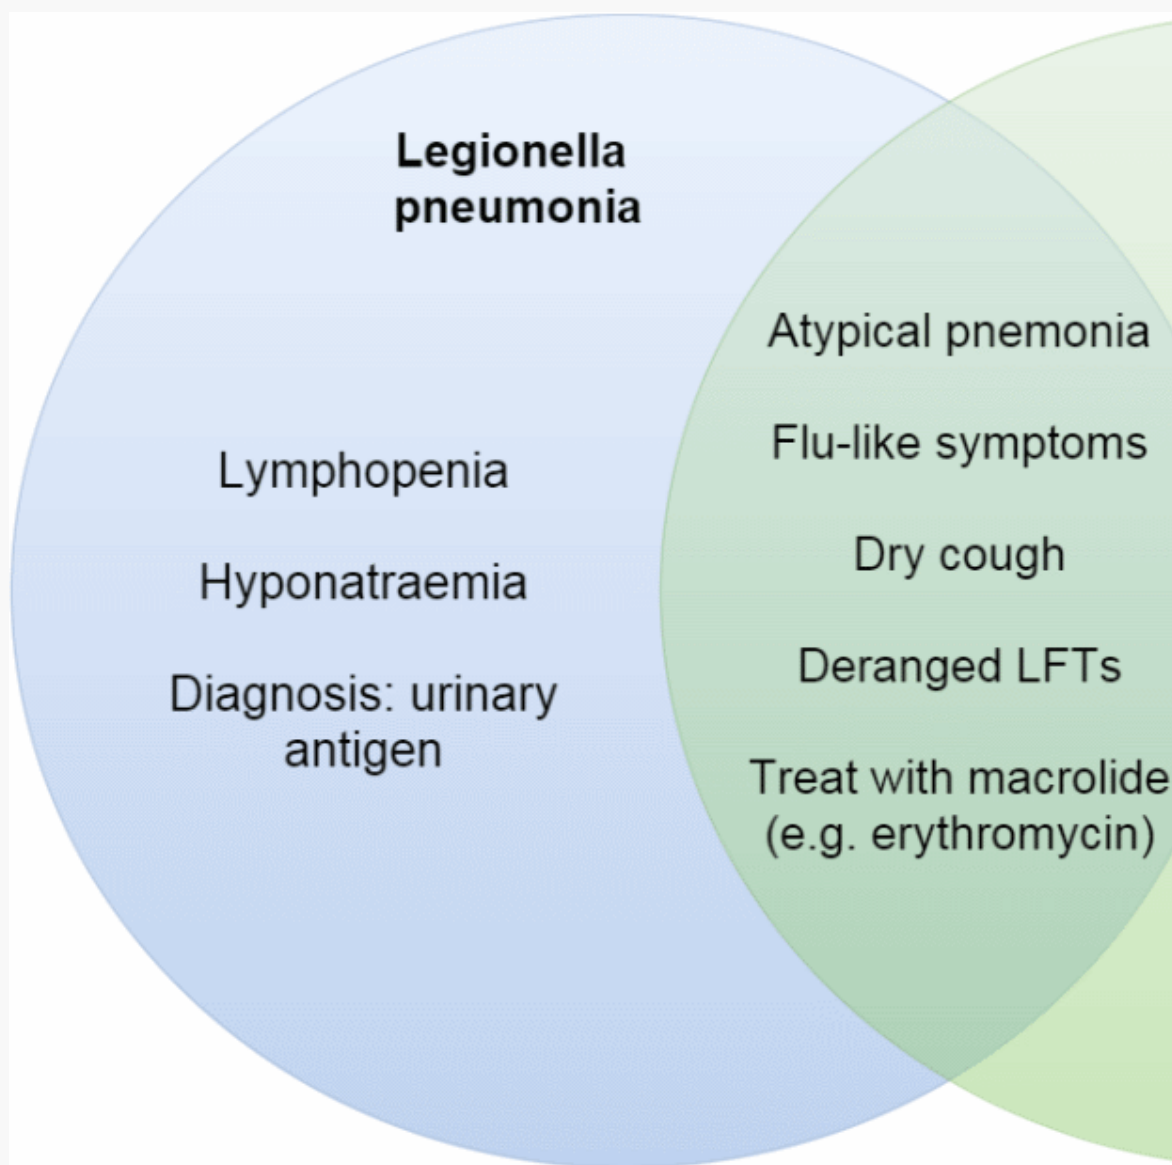 Legionella
pneumonia
Lymphopenia
Hyponatraemia
Diagnosis: urinary
antigen
Atypical pnemonia
Flu-like symptoms
Dry cough
Deranged LFTs
Treat with macrolide
(e.g. erythromycin)